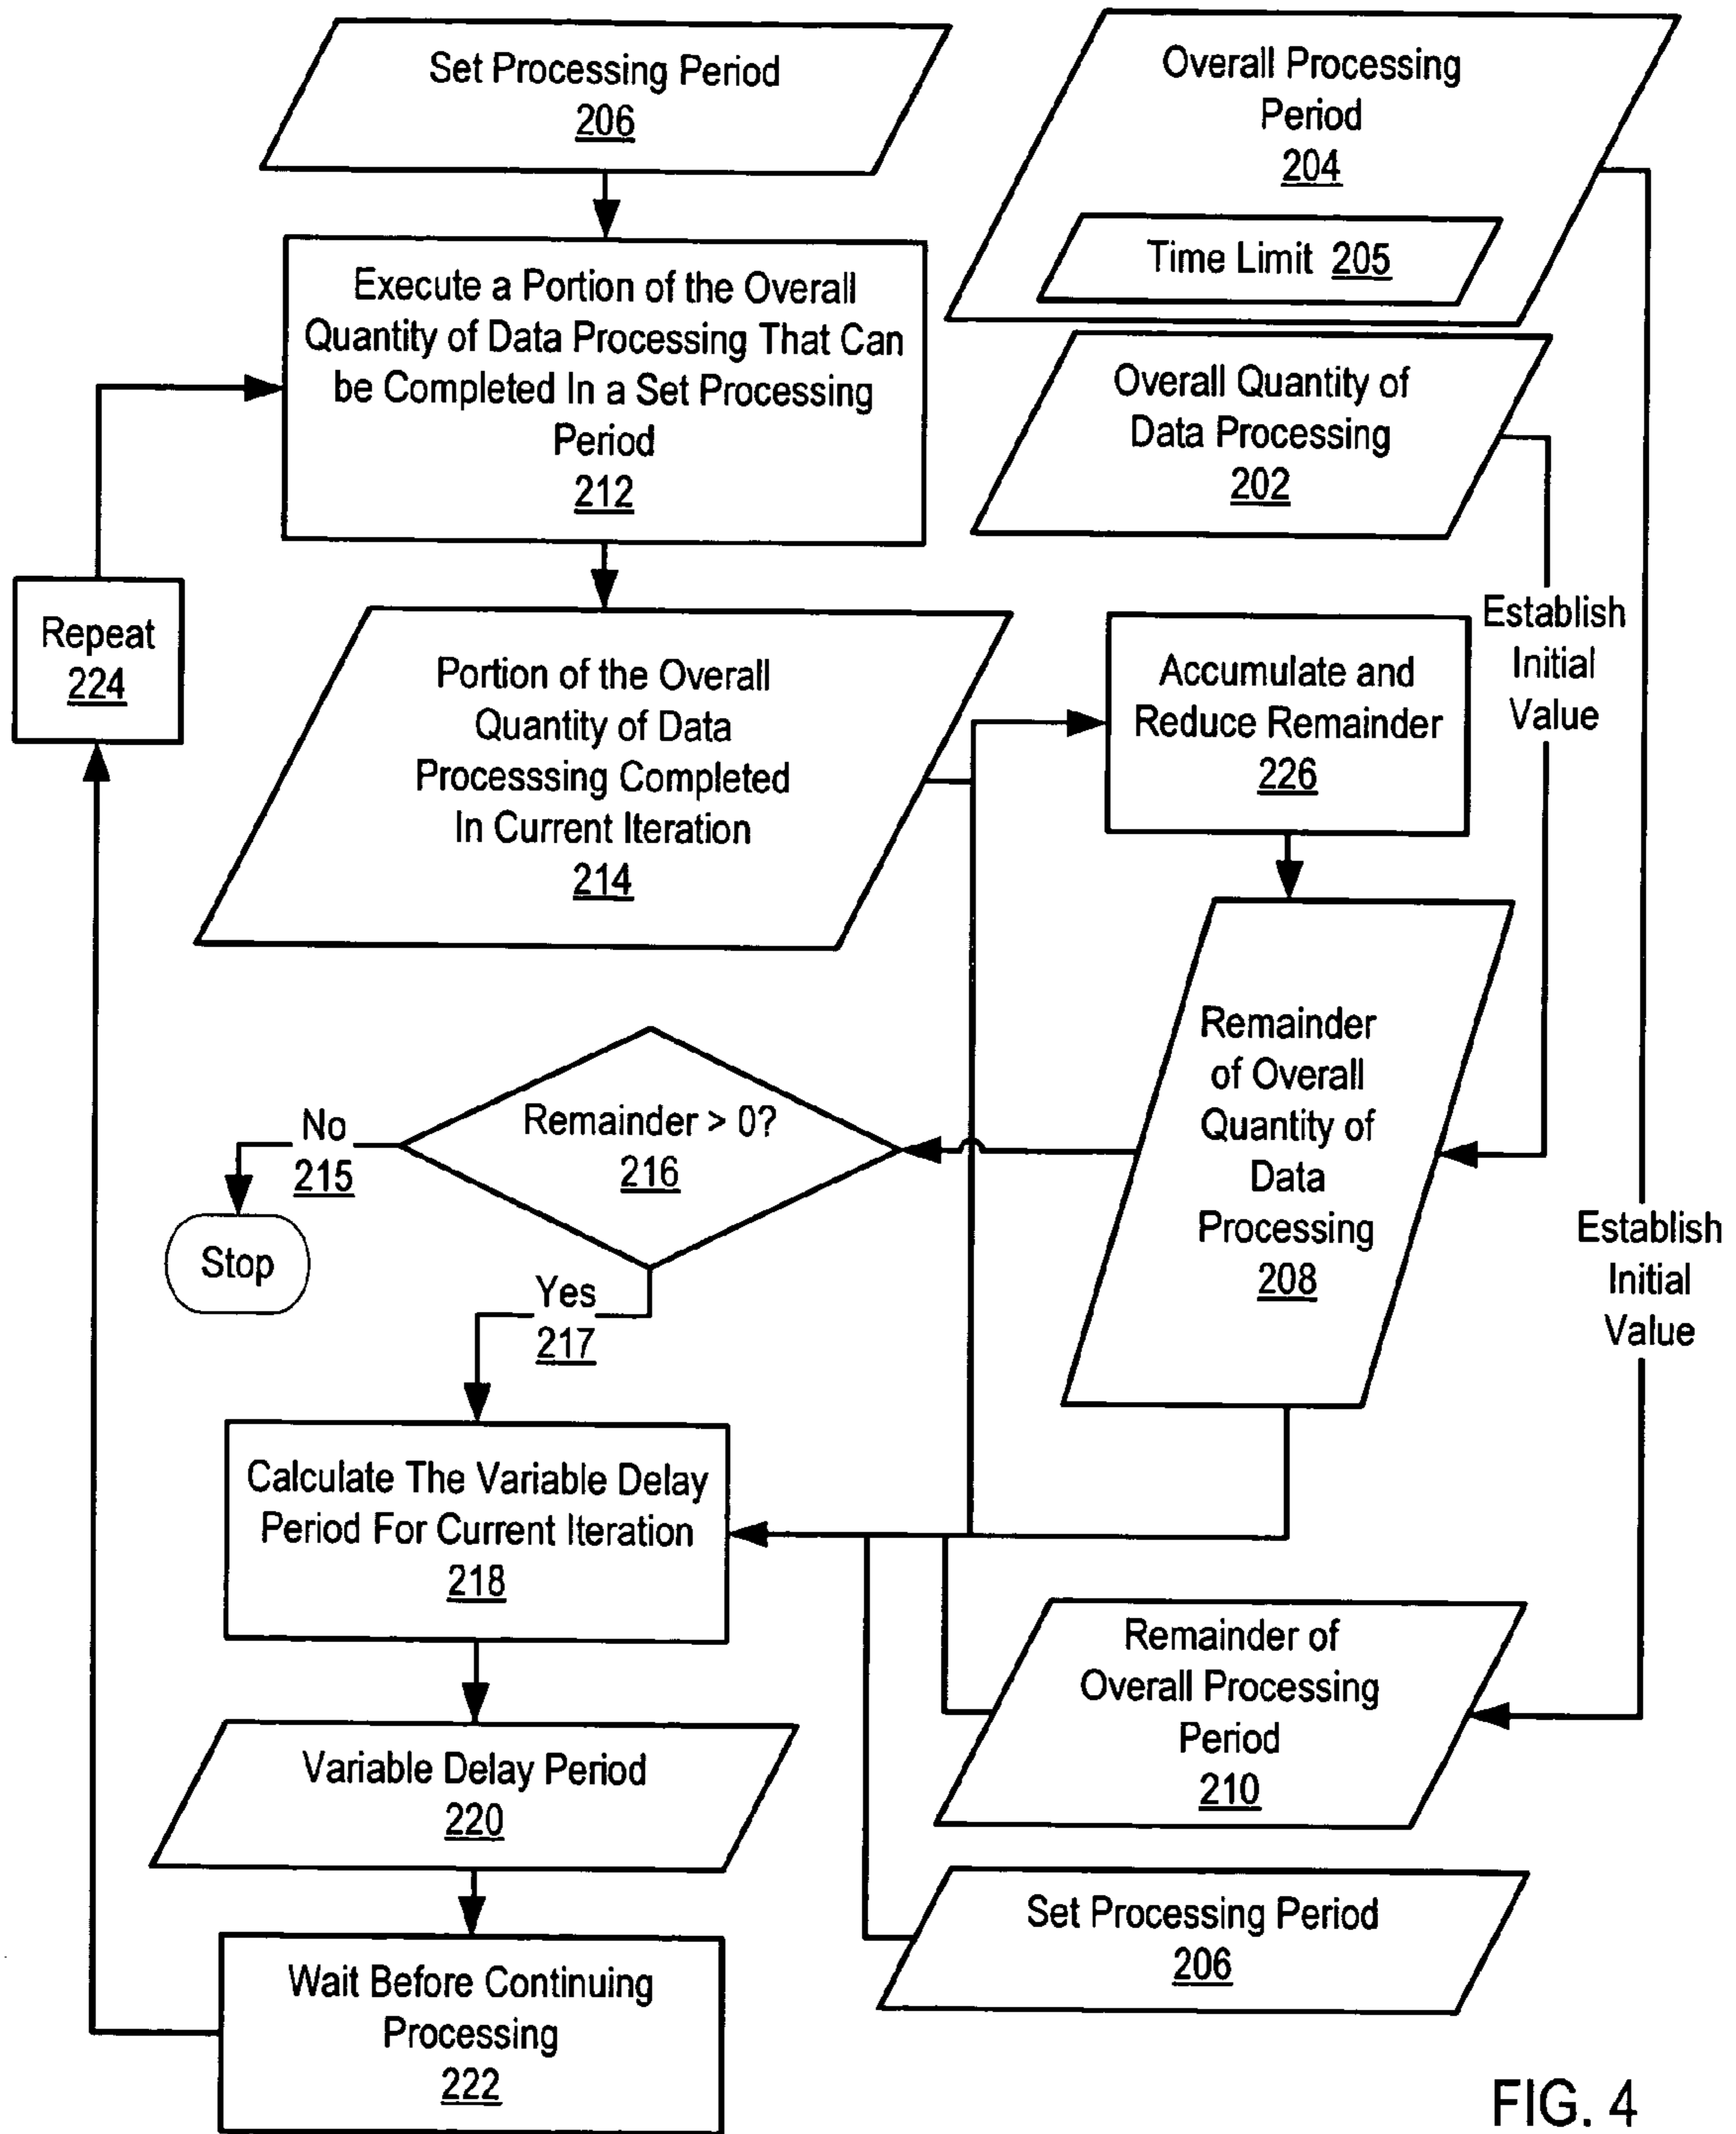 Set Processing Period
206
Overall Processing
Period
204
Time Limit 205
Execute a Portion of the Overall
Quantity of Data Processing That Can
be Completed In a Set Processing
Period
212
Overall Quantity of
Data Processing
202
Repeat
224
Portion of the Overall
Quantity of Data
Processsing Completed
In Current Iteration
214
Accumulate and
Reduce Remainder
226
Establish
Initial
Value
Remainder > 0?
216
No
215
Stop
Yes
217
Remainder
of Overall
Quantity of
Data
Processing
208
Establish
Initial
Value
Calculate The Variable Delay
Period For Current Iteration
218
Remainder of
Overall Processing
Period
210
Variable Delay Period
220
Set Processing Period
206
Wait Before Continuing
Processing
222
FIG. 4